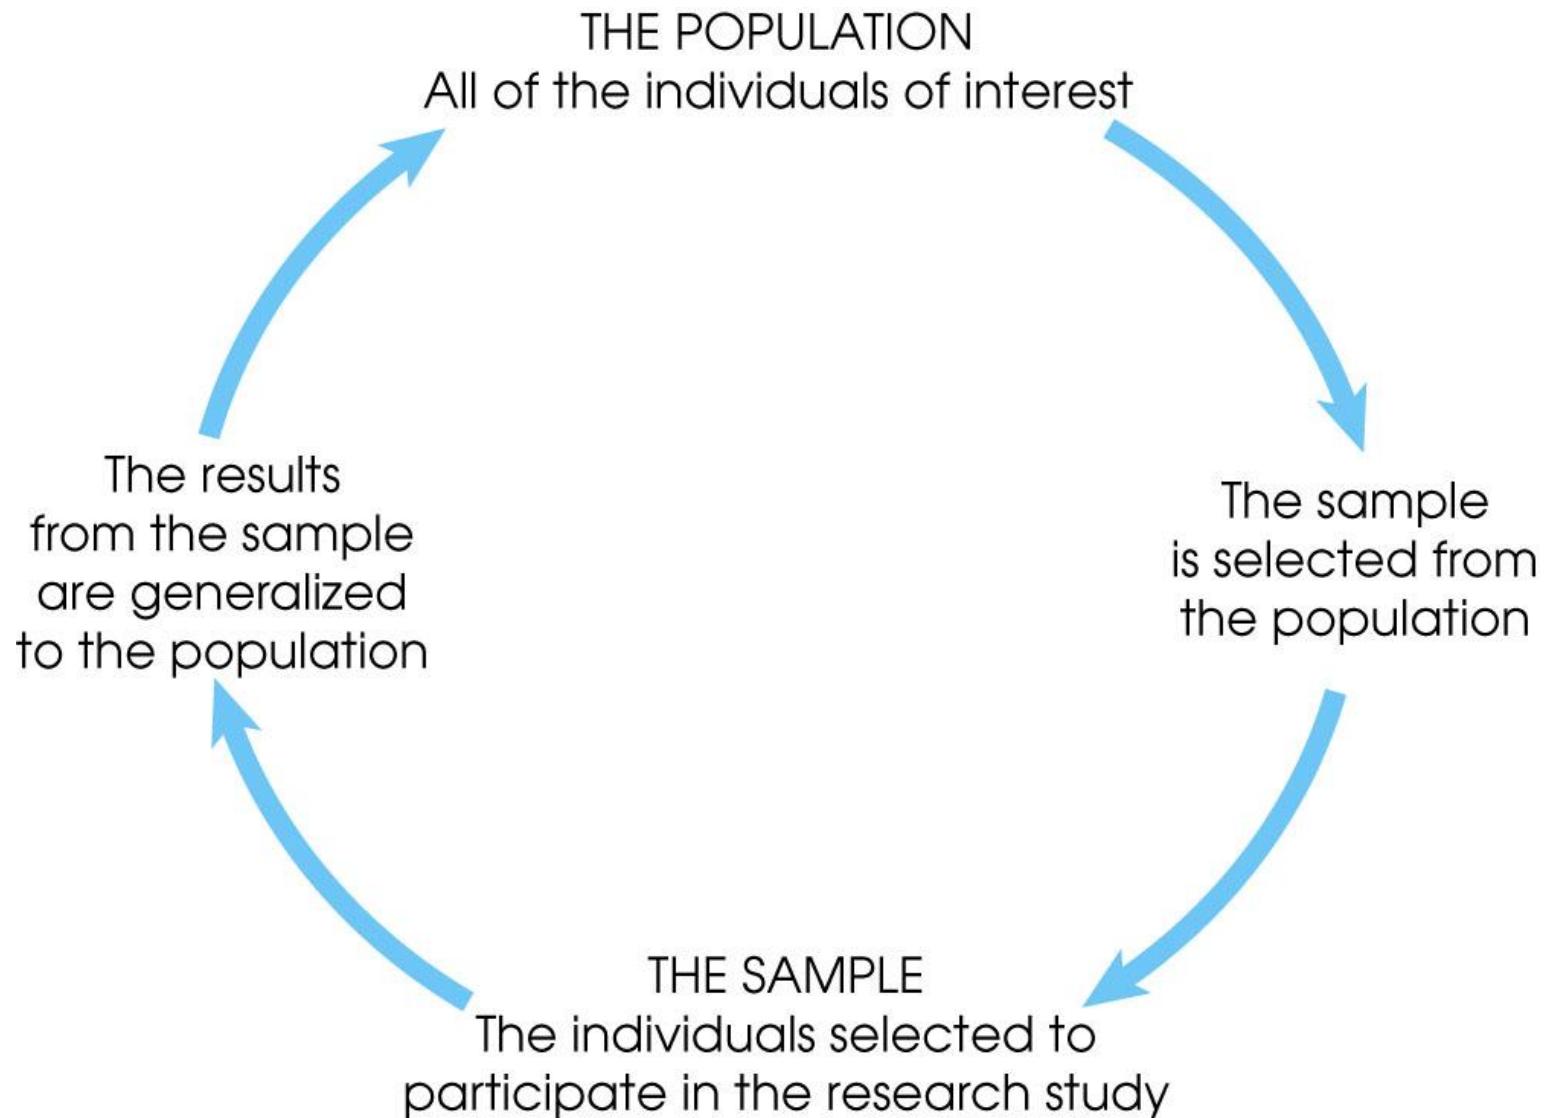 THE POPULATION
All of the individuals of interest
The sample
is selected from
the population
THE SAMPLE
The individuals selected to
participate in the research study
The results
from the sample
are generalized
to the population